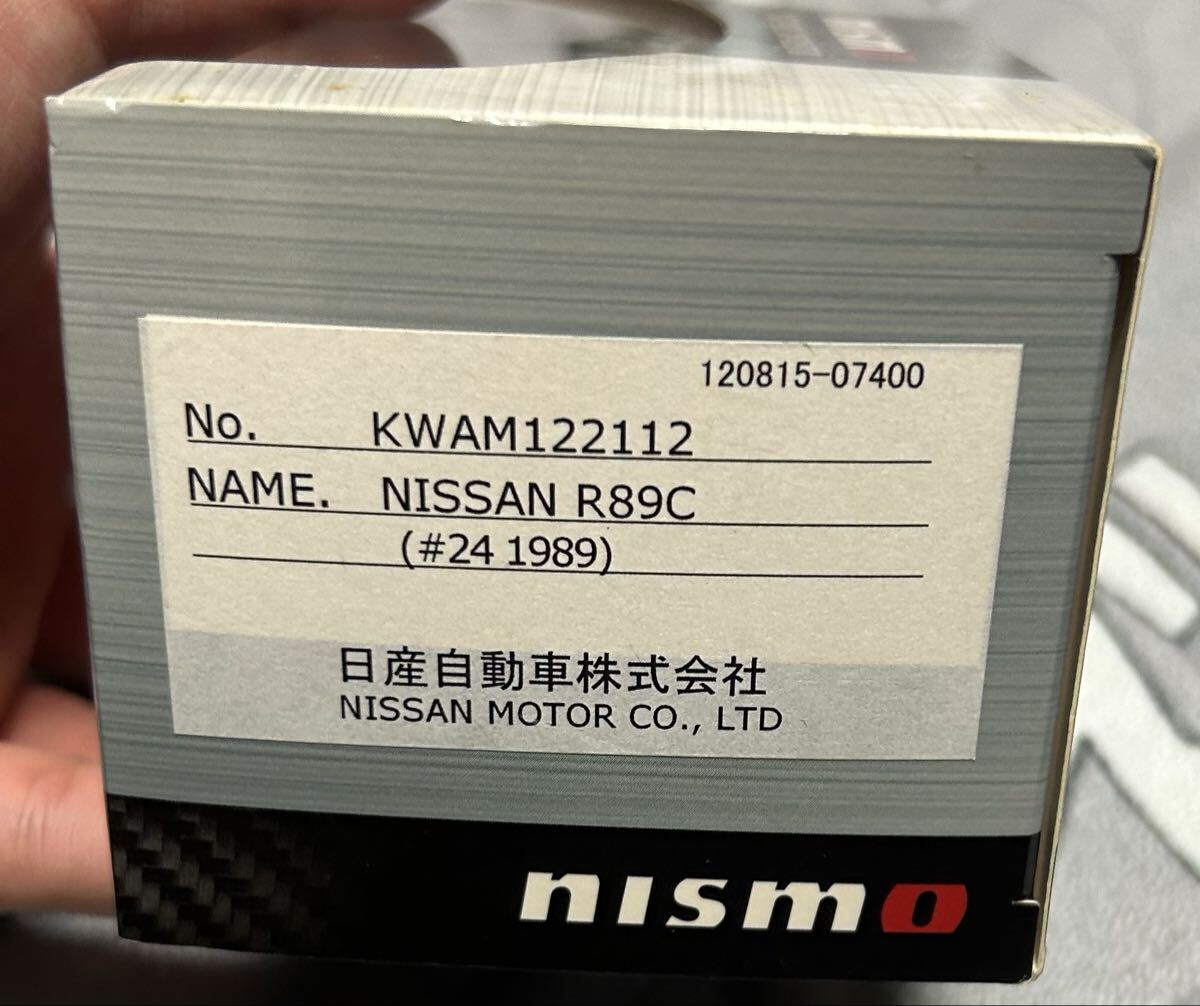 120815-07400
No. KWAM122112
NAME. NISSAN R89C
(#24 1989)
日産自動車株式会社
NISSAN MOTOR CO., LTD
nismo